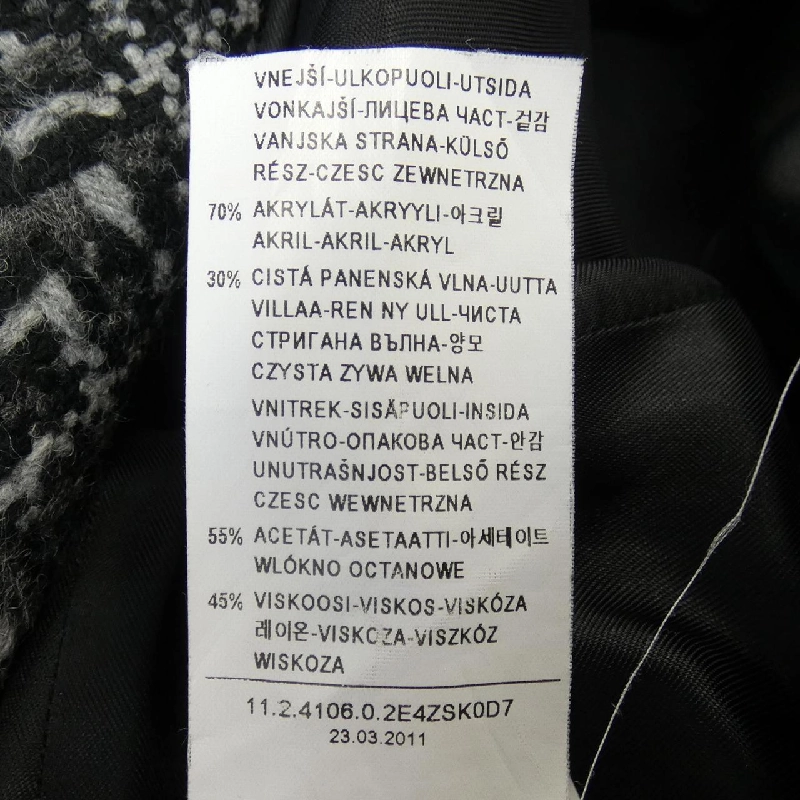 VNEJŠÍ-ULKOPUOLI-UTSIDA
VONKAJŠÍ-ЛИЦЕВА ЧАСТ-겉감
VANJSKA STRANA-KÜLSŐ
RÉSZ-CZESC ZEWNETRZNA
70% AKRYLÁT-AKRYYLI-아크릴
AKRIL-AKRIL-AKRYL
30% CISTÁ PANENSKÁ VLNA-UUTTA
VILLAA-REN NY ULL-ЧИСТА
СТРИГАНА ВЪЛНА-양모
CZYSTA ZYWA WELNA
VNITREK-SISÄPUOLI-INSIDA
VNÚTRO-ОПАКОВА ЧАСТ-안감
UNUTRAŠNJOST-BELSŐ RÉSZ
CZESC WEWNETRZNA
55% ACETÁT-ASETAATTI-아세테이트
WLÓKNO OCTANOWE
45% VISKOOSI-VISKOS-VISKÓZA
레이온-VISKOZA-VISZKÓZ
WISKOZA
11.2.4106.0.2E4ZSK0D7
23.03.2011